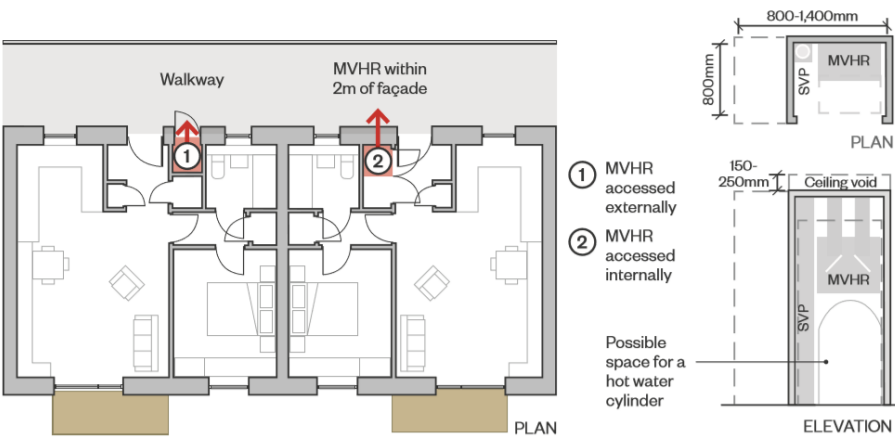 Walkway
MVHR within
2m of façade
1
2
PLAN
1
MVHR
accessed
externally
2
MVHR
accessed
internally
800-1,400mm
800mm
SVP
MVHR
PLAN
150-
250mm
Ceiling void
MVHR
SVP
Possible
space for a
hot water
cylinder
ELEVATION